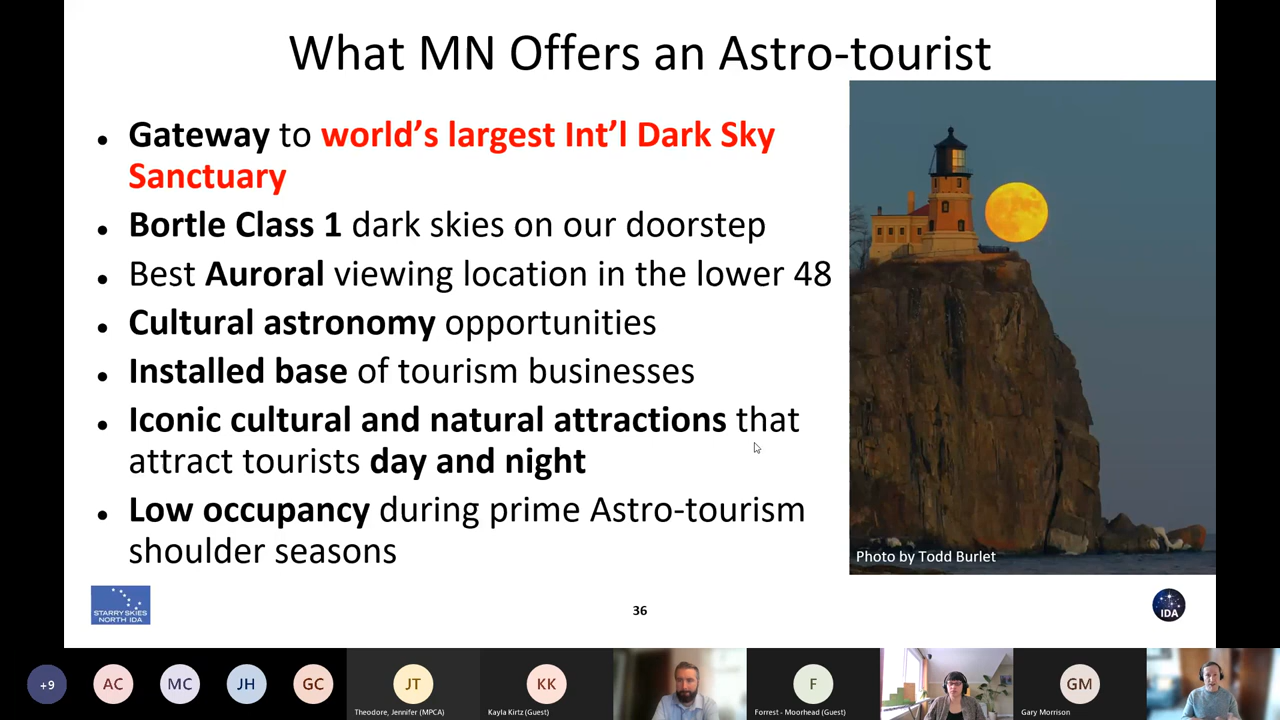 What MN Offers an Astro-tourist
• Gateway to world's largest Int'l Dark Sky
Sanctuary
• Bortle Class 1 dark skies on our doorstep
• Best Auroral viewing location in the lower 48
• Cultural astronomy opportunities
• Installed base of tourism businesses
• Iconic cultural and natural attractions that
attract tourists day and night
• Low occupancy during prime Astro-tourism
shoulder seasons
Photo by Todd Burlet
STARRY SKIES
NORTH IDA
36
IDA
+9
AC
MC
JH
GC
JT
Theodore, Jennifer (MPCA)
KK
Kayla Kirtz (Guest)
F
Forrest - Moorhead (Guest)
GM
Gary Morrison